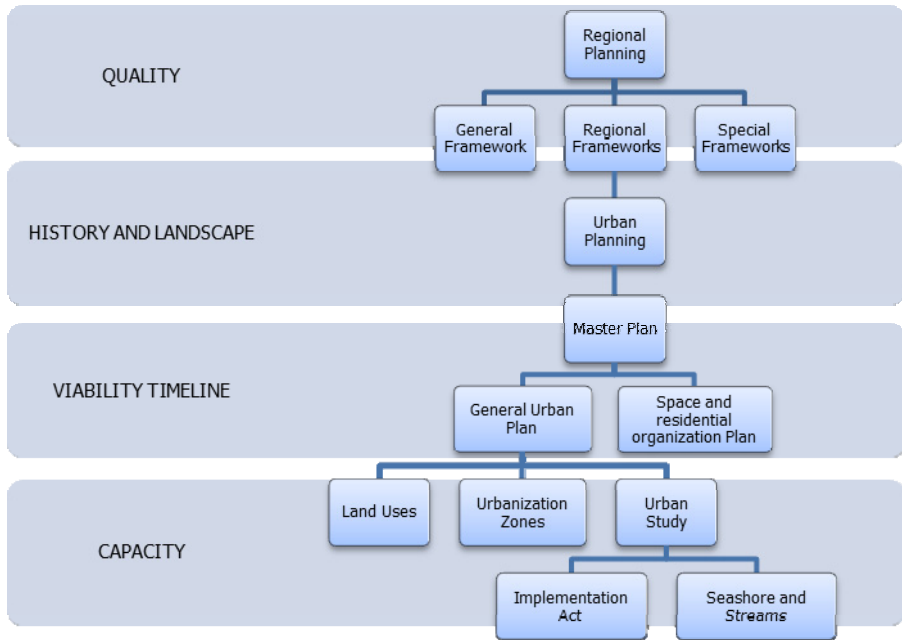 QUALITY
Regional
Planning
General
Framework
Regional
Frameworks
Special
Frameworks
HISTORY AND LANDSCAPE
Urban
Planning
Master Plan
VIABILITY TIMELINE
General Urban
Plan
Space and
residential
organization Plan
CAPACITY
Land Uses
Urbanization
Zones
Urban
Study
Implementation
Act
Seashore and
Streams